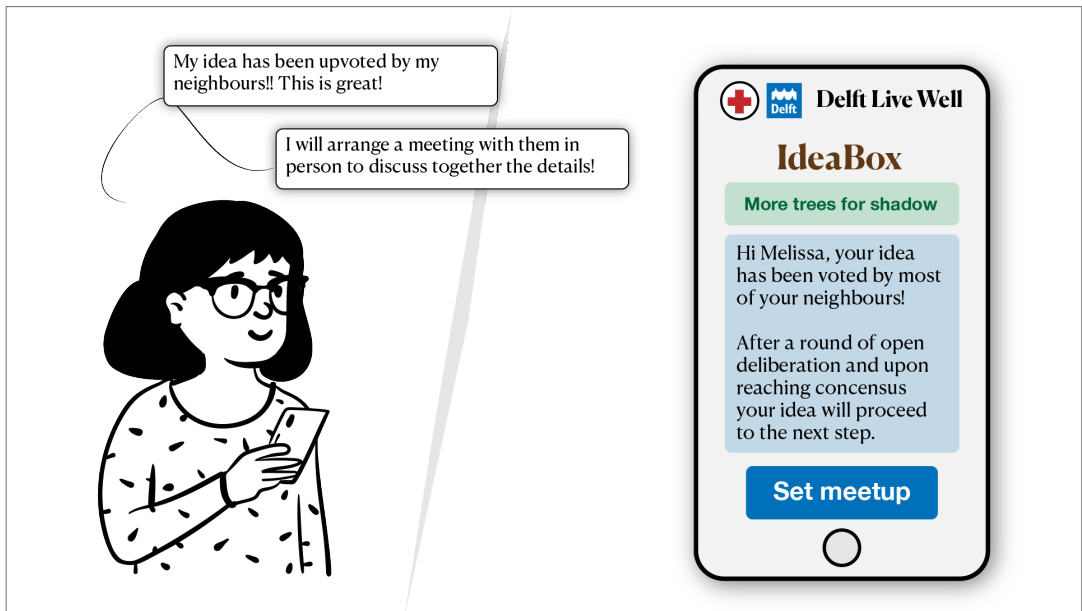 My idea has been upvoted by my
neighbours!! This is great!
I will arrange a meeting with them in
person to discuss together the details!
Delft
Delft Live Well
IdeaBox
More trees for shadow
Hi Melissa, your idea
has been voted by most
of your neighbours!
After a round of open
deliberation and upon
reaching concensus
your idea will proceed
to the next step.
Set meetup